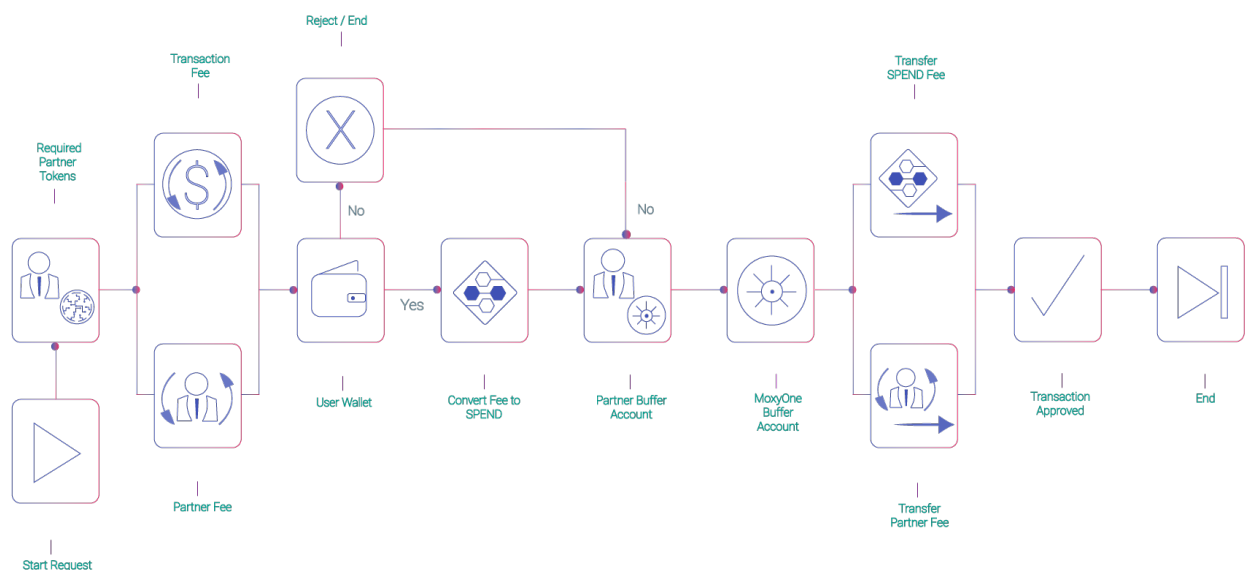 Reject / End
Transaction
Fee
Transfer
SPEND Fee
Required
Partner
Tokens
No
No
Yes
User Wallet
Convert Fee to
SPEND
Partner Buffer
Account
MoxyOne
Buffer
Account
Transaction
Approved
End
Partner Fee
Transfer
Partner Fee
Start Request